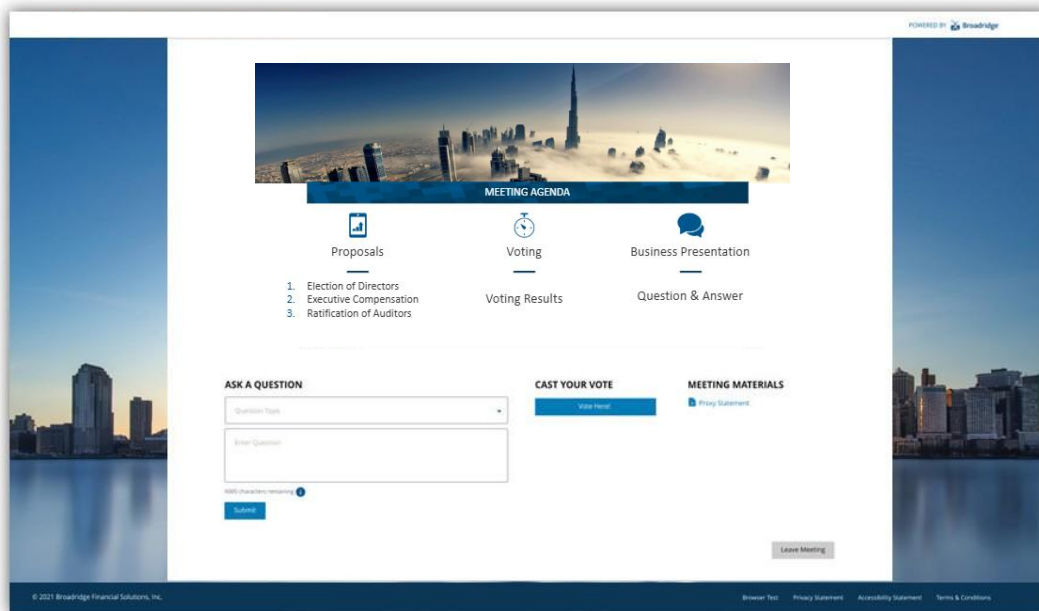 POWERED BY Broadridge
MEETING AGENDA
Proposals
1. Election of Directors
2. Executive Compensation
3. Ratification of Auditors
Voting
Voting Results
Business Presentation
Question & Answer
ASK A QUESTION
Question Topic
Enter Question
characters remaining
Submit
CAST YOUR VOTE
Vote Here!
MEETING MATERIALS
Proxy Statement
Leave Meeting
© 2021 Broadridge Financial Solutions, Inc.
Browser Test Privacy Statement Accessibility Statement Terms & Conditions